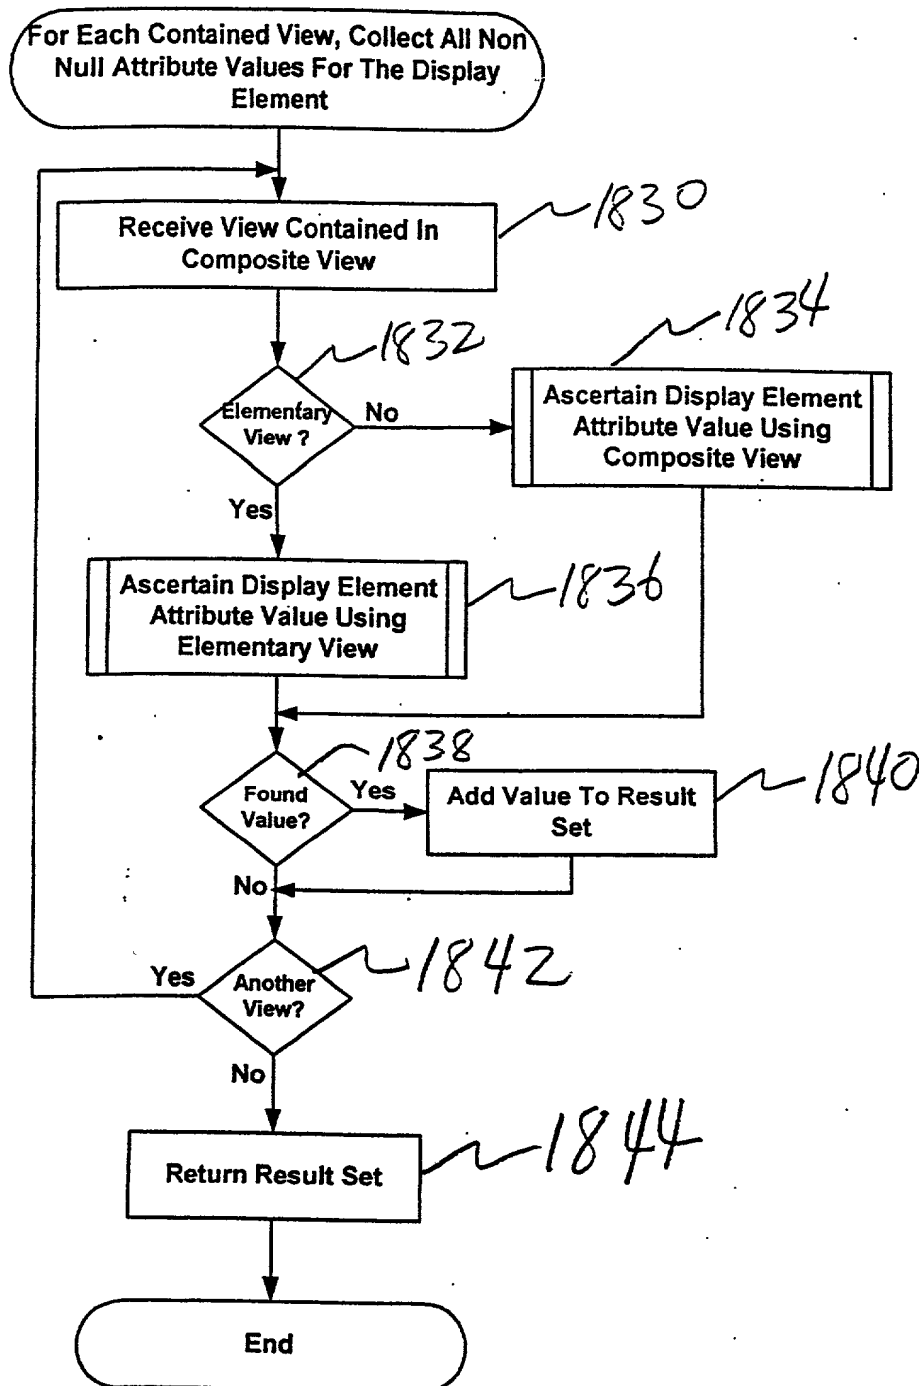 For Each Contained View, Collect All Non
Null Attribute Values For The Display
Element
1830
Receive View Contained In
Composite View
1832
1834
Elementary
View ?
No
Ascertain Display Element
Attribute Value Using
Composite View
Yes
1836
Ascertain Display Element
Attribute Value Using
Elementary View
1838
1840
Found
Value?
Yes
Add Value To Result
Set
No
1842
Yes
Another
View?
No
1844
Return Result Set
End